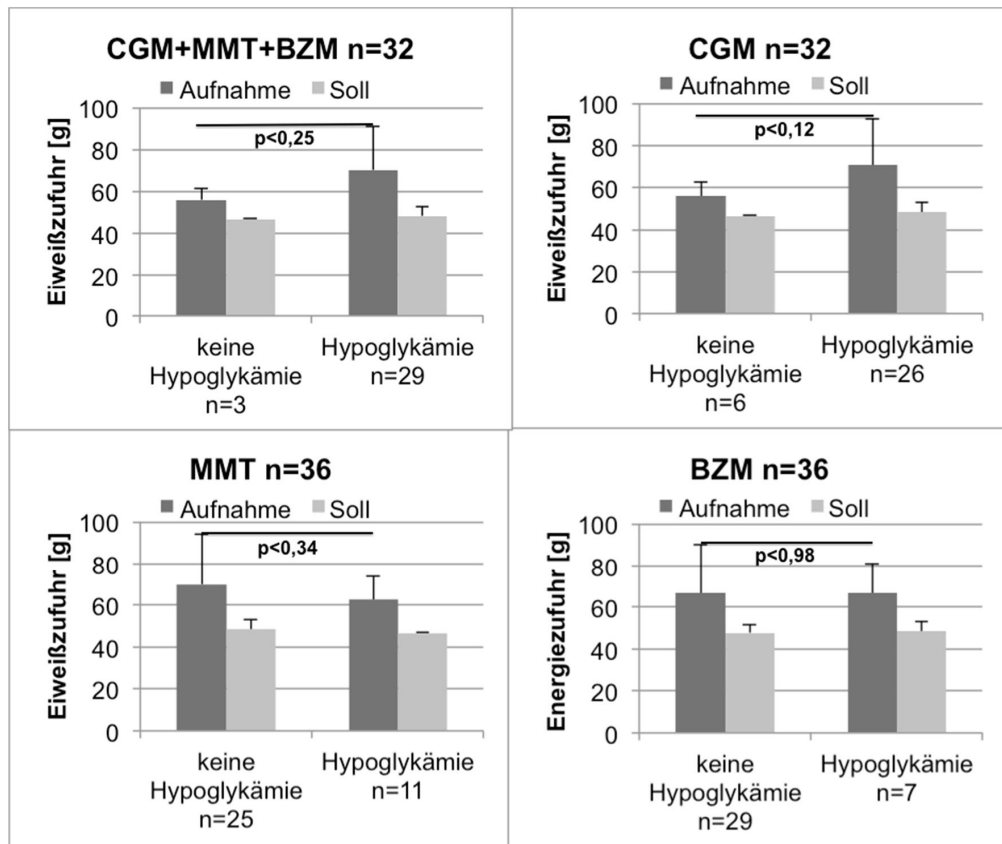 CGM+MMT+BZM n=32
Aufnahme Soll
Eiweißzufuhr [g]
100
80
60
40
20
0
p<0,25
keine Hypoglykämie
Hypoglykämie n=29
n=3
CGM n=32
Aufnahme Soll
Eiweißzufuhr [g]
100
80
60
40
20
0
p<0,12
keine Hypoglykämie
Hypoglykämie n=26
n=6
MMT n=36
Aufnahme Soll
Eiweißzufuhr [g]
100
80
60
40
20
0
p<0,34
keine Hypoglykämie
Hypoglykämie n=11
n=25
BZM n=36
Aufnahme Soll
Energiezufuhr [g]
100
80
60
40
20
0
p<0,98
keine Hypoglykämie
Hypoglykämie n=7
n=29